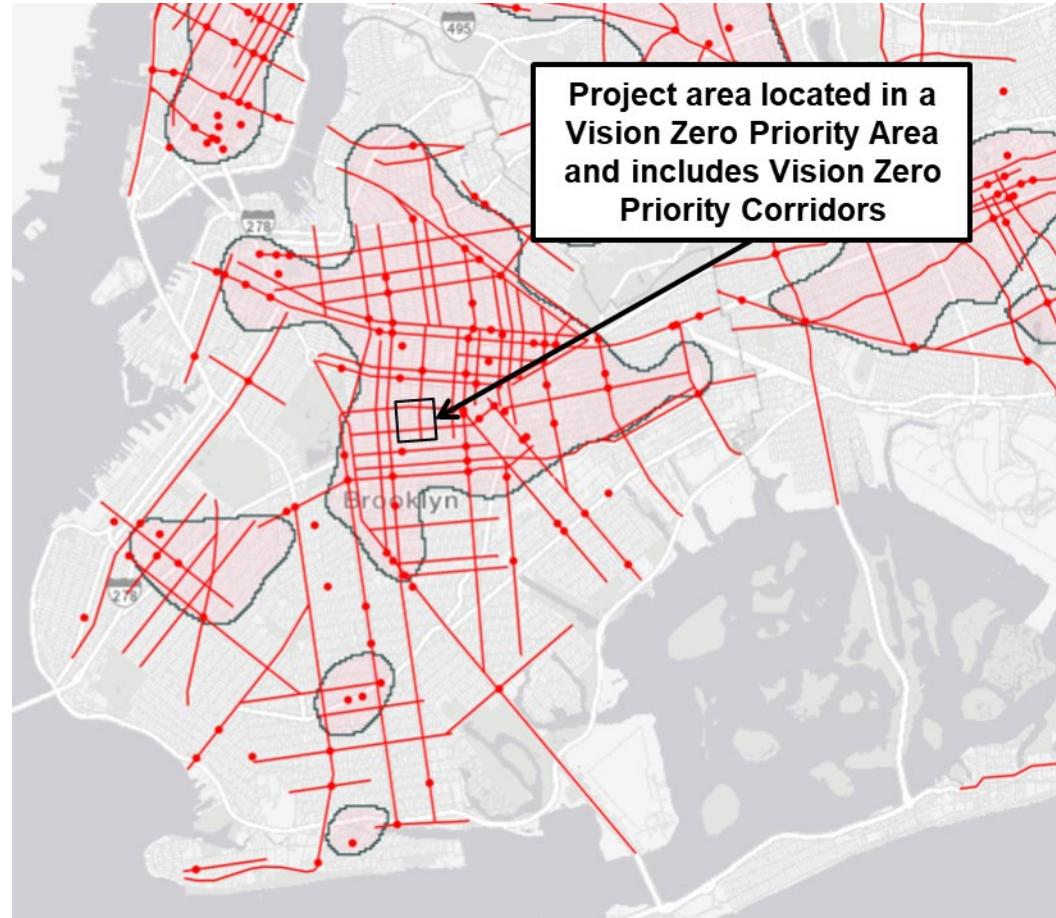 495
Project area located in a
Vision Zero Priority Area
and includes Vision Zero
Priority Corridors
278
Brooklyn
278